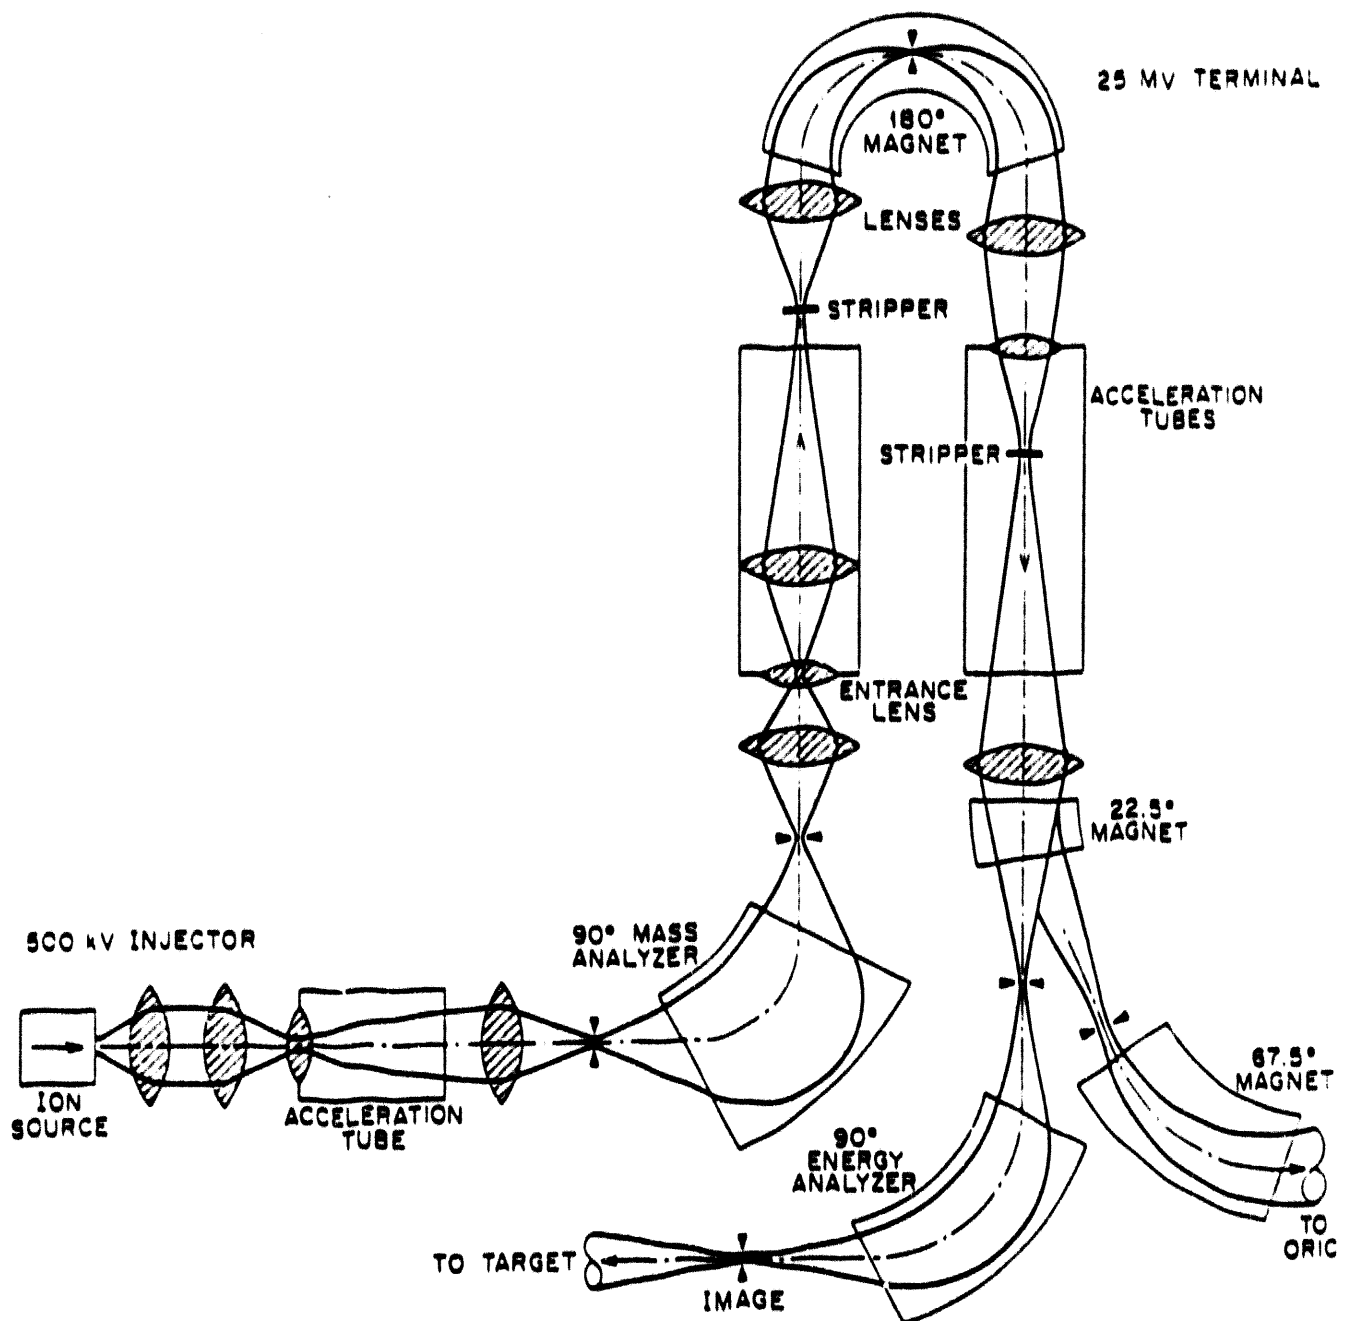 25 MV TERMINAL
180°
MAGNET
LENSES
STRIPPER
ACCELERATION
TUBES
STRIPPER
ENTRANCE
LENS
22.5°
MAGNET
500 kV INJECTOR
90° MASS
ANALYZER
ION
SOURCE
ACCELERATION
TUBE
67.5°
MAGNET
90°
ENERGY
ANALYZER
TO
ORIC
TO TARGET
IMAGE